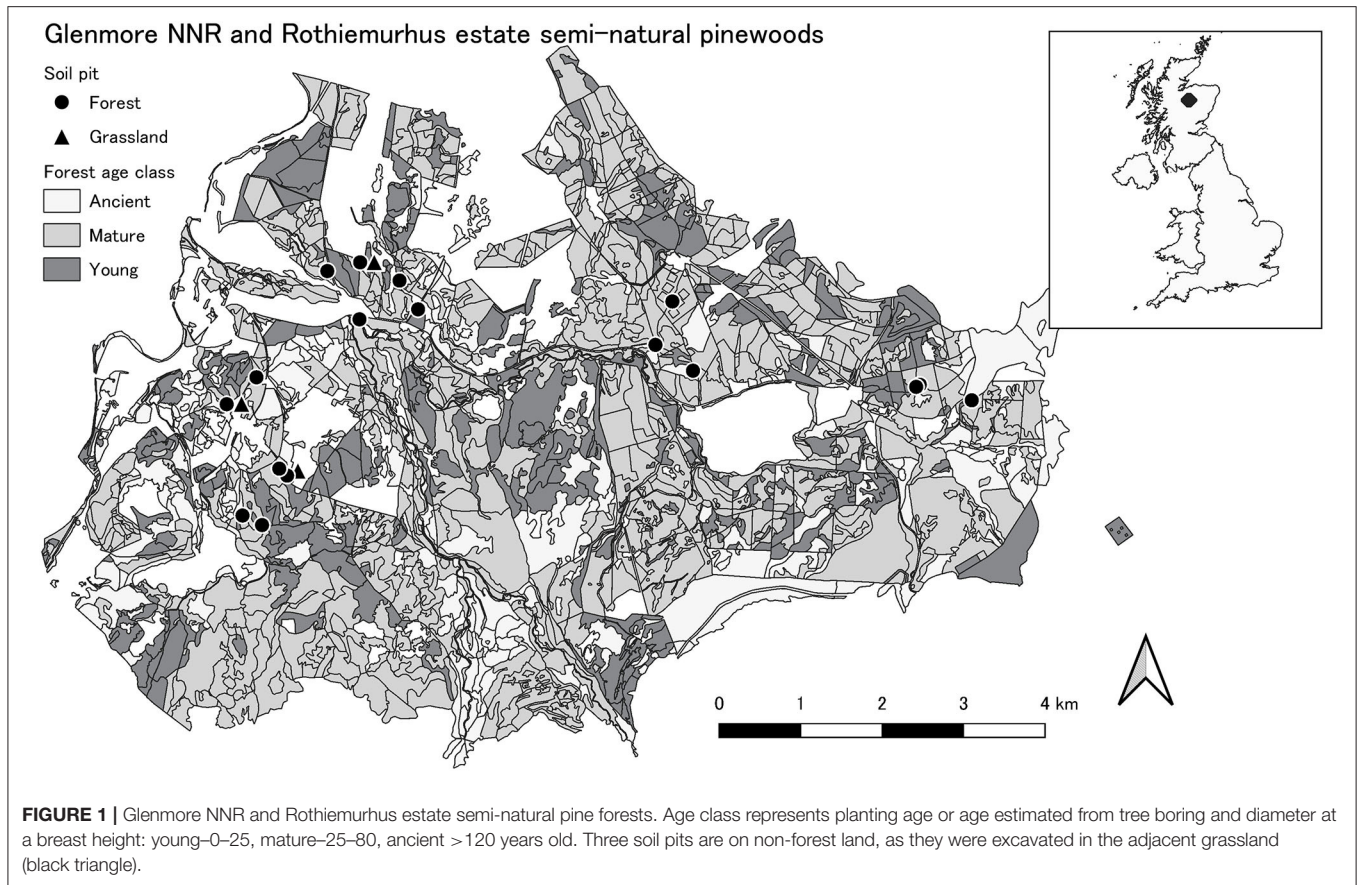 Glenmore NNR and Rothiemurhus estate semi-natural pinewoods
Soil pit
Forest
Grassland
Forest age class
Ancient
Mature
Young
0 1 2 3 4 km
FIGURE 1 | Glenmore NNR and Rothiemurhus estate semi-natural pine forests. Age class represents planting age or age estimated from tree boring and diameter at
a breast height: young–0–25, mature–25–80, ancient >120 years old. Three soil pits are on non-forest land, as they were excavated in the adjacent grassland
(black triangle).